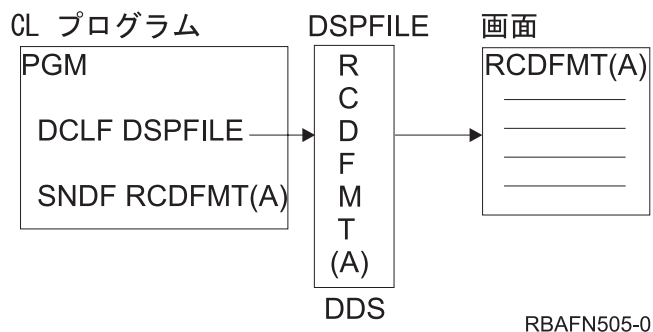 CL プログラム
PGM
DCLF DSPFILE
SNDF RCDFMT(A)
DSPFILE
R
C
D
F
M
T
(A)
DDS
画面
RCDFMT(A)
RBAFN505-0